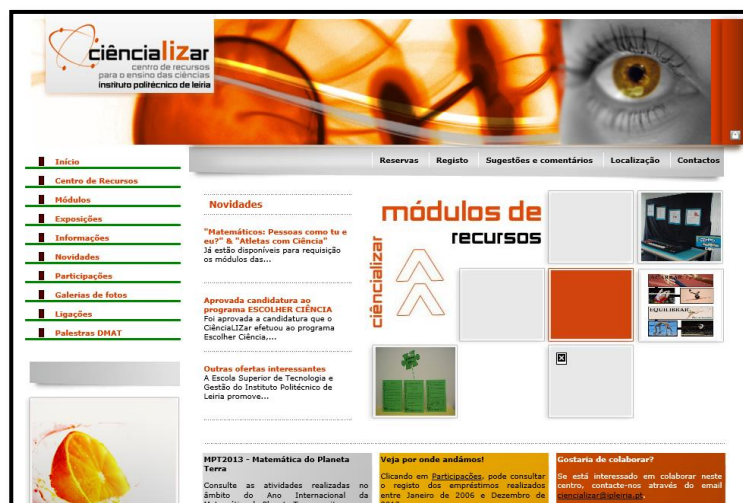 ciênciaLIZar
centro de recursos
para o ensino das ciências
instituto politécnico de leiria
Reservas Registo Sugestões e comentários Localização Contactos
Início
Centro de Recursos
Módulos
Exposições
Informações
Novidades
Participações
Galerias de fotos
Ligações
Palestras DMAT
Novidades
"Matemáticos: Pessoas como tu e
eu?" & "Atletas com Ciência"
Já estão disponíveis para requisição
os módulos das...
Aprovada candidatura ao
programa ESCOLHER CIÊNCIA
Foi aprovada a candidatura que o
CiênciaLIZar efetuou ao programa
Escolher Ciência,...
Outras ofertas interessantes
A Escola Superior de Tecnologia e
Gestão do Instituto Politécnico de
Leiria promove...
módulos de
recursos
ciêncializar
EQUILIBRAR
MPT2013 - Matemática do Planeta
Terra
Consulte as atividades realizadas no
âmbito do Ano Internacional da
Veja por onde andámos!
Clicando em Participações, pode consultar
o registo dos empréstimos realizados
entre Janeiro de 2006 e Dezembro de
Gostaria de colaborar?
Se está interessado em colaborar neste
centro, contacte-nos através do email
ciencializar@ipleiria.pt.